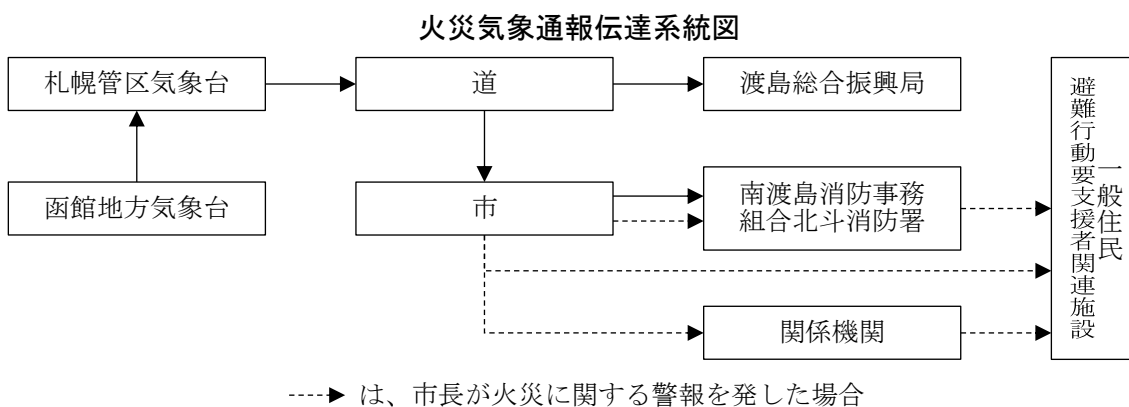 火災気象通報伝達系統図
札幌管区気象台
道
渡島総合振興局
函館地方気象台
市
南渡島消防事務
組合北斗消防署
関係機関
一般住民
避難行動要支援者関連施設
は、市長が火災に関する警報を発した場合